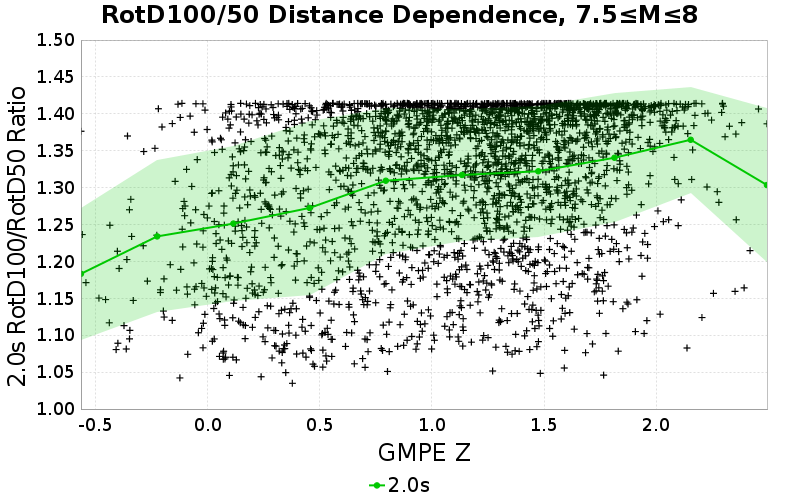 RotD100/50 Distance Dependence, 7.5≤M≤8
2.0s RotD100/RotD50 Ratio
1.50
1.45
1.40
1.35
1.30
1.25
1.20
1.15
1.10
1.05
1.00
-0.5 0.0 0.5 1.0 1.5 2.0
GMPE Z
2.0s